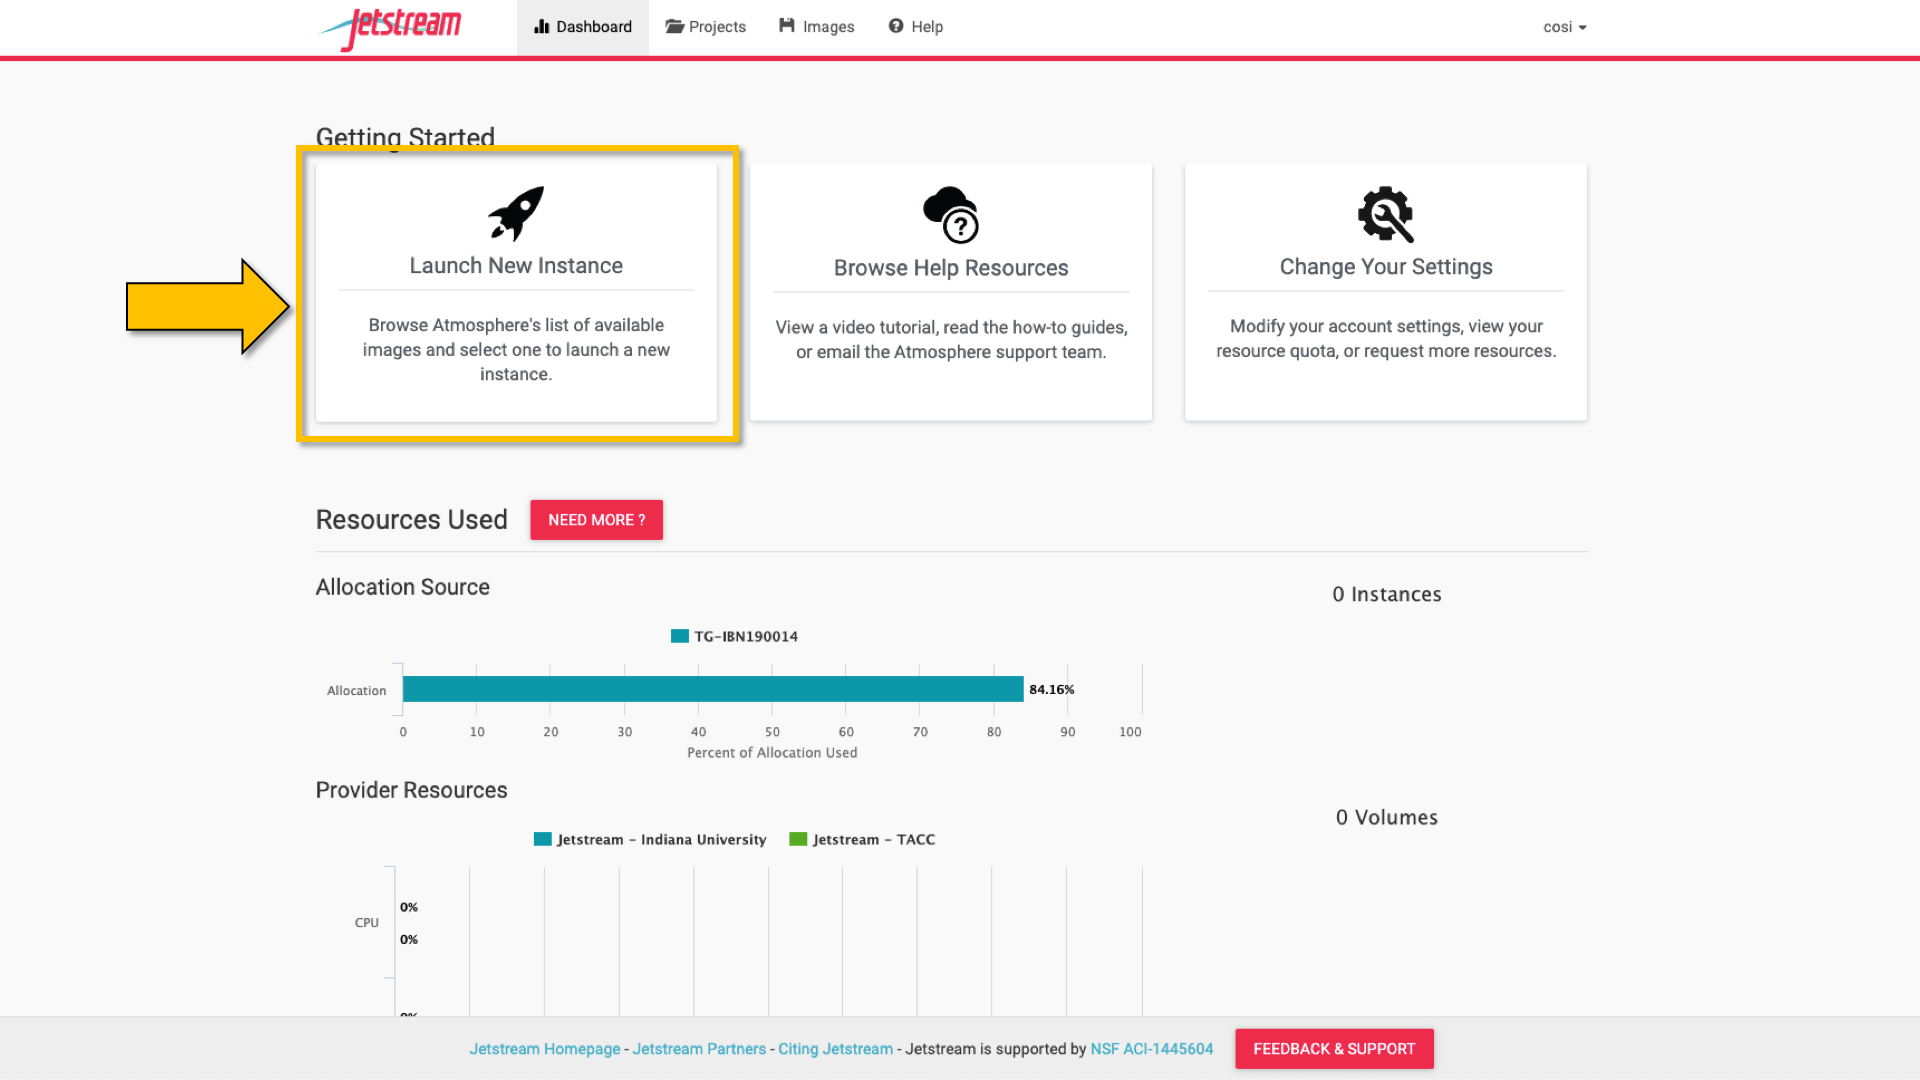 Jetstream
Dashboard
Projects
Images
Help
cosi
Getting Started
Launch New Instance
Browse Atmosphere's list of available
images and select one to launch a new
instance.
Browse Help Resources
View a video tutorial, read the how-to guides,
or email the Atmosphere support team.
Change Your Settings
Modify your account settings, view your
resource quota, or request more resources.
Resources Used
NEED MORE ?
Allocation Source
0 Instances
TG-IBN190014
Allocation
84.16%
0 10 20 30 40 50 60 70 80 90 100
Percent of Allocation Used
Provider Resources
0 Volumes
Jetstream - Indiana University
Jetstream - TACC
CPU
0%
0%
0%
Jetstream Homepage - Jetstream Partners - Citing Jetstream - Jetstream is supported by NSF ACI-1445604
FEEDBACK & SUPPORT